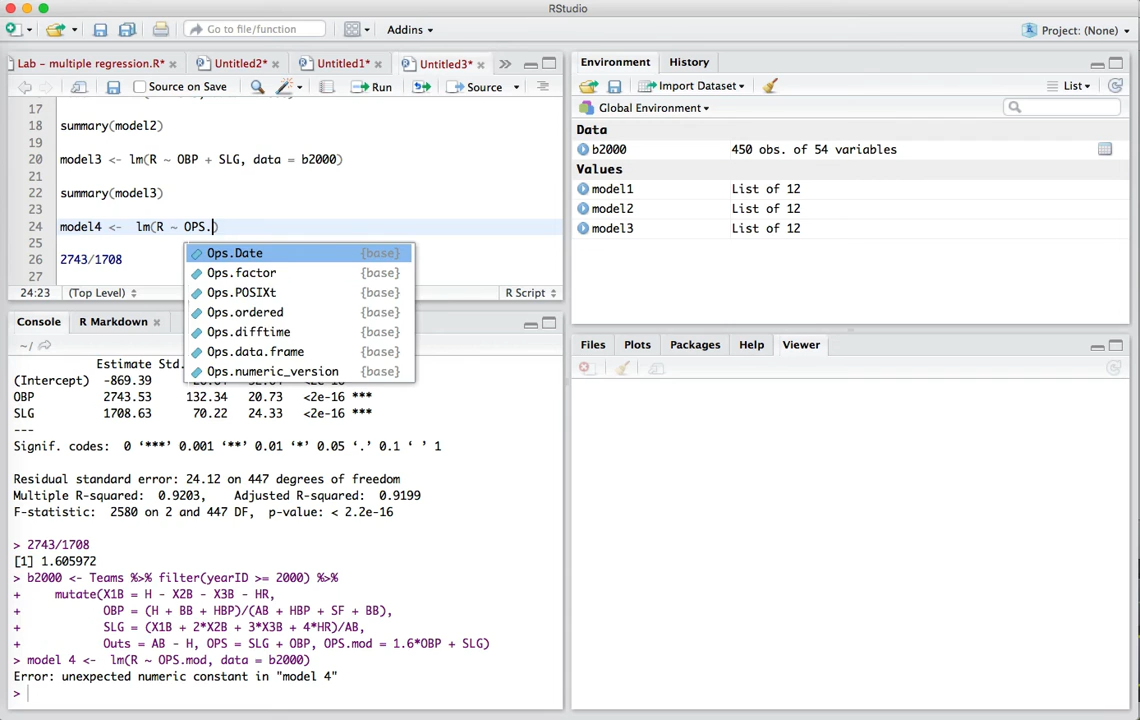 RStudio
Go to file/function
Addins
Project: (None)
Lab - multiple regression.R*
Untitled2*
Untitled1*
Untitled3*
Source on Save
Run
Source
17
18 summary(model2)
19
20 model3 <- lm(R ~ OBP + SLG, data = b2000)
21
22 summary(model3)
23
24 model4 <-  lm(R ~ OPS.)
25
26 2743/1708
27
Ops.Date {base}
Ops.factor {base}
Ops.POSIXt {base}
Ops.ordered {base}
Ops.difftime {base}
Ops.data.frame {base}
Ops.numeric_version {base}
24:23 (Top Level) R Script
Console R Markdown
~/
Estimate Std.
(Intercept) -869.39 <2e-16 ***
OBP 2743.53 132.34 20.73 <2e-16 ***
SLG 1708.63 70.22 24.33 <2e-16 ***
---
Signif. codes:  0 ‘***’ 0.001 ‘**’ 0.01 ‘*’ 0.05 ‘.’ 0.1 ‘ ’ 1
Residual standard error: 24.12 on 447 degrees of freedom
Multiple R-squared:  0.9203, Adjusted R-squared:  0.9199
F-statistic:  2580 on 2 and 447 DF,  p-value: < 2.2e-16
> 2743/1708
[1] 1.605972
> b2000 <- Teams %>% filter(yearID >= 2000) %>%
+ mutate(X1B = H - X2B - X3B - HR,
+ OBP = (H + BB + HBP)/(AB + HBP + SF + BB),
+ SLG = (X1B + 2*X2B + 3*X3B + 4*HR)/AB,
+ Outs = AB - H, OPS = SLG + OBP, OPS.mod = 1.6*OBP + SLG)
> model 4 <-  lm(R ~ OPS.mod, data = b2000)
Error: unexpected numeric constant in "model 4"
>
Environment History
Import Dataset
List
Global Environment
Data
b2000 450 obs. of 54 variables
Values
model1 List of 12
model2 List of 12
model3 List of 12
Files Plots Packages Help Viewer